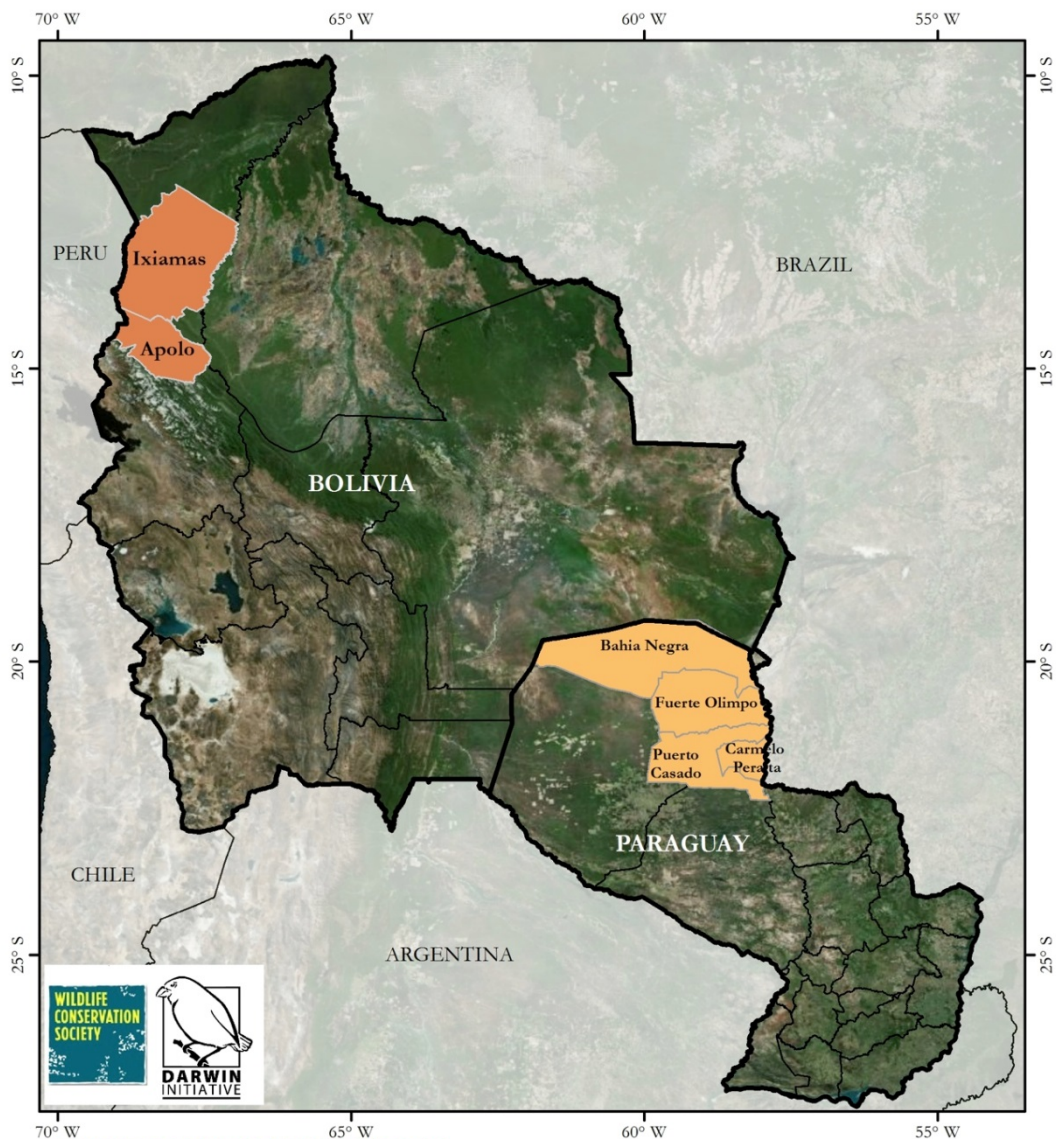 70° W 65° W 60° W 55° W
10° S 10° S
PERU
Ixiamas
BRAZIL
Apolo
15° S 15° S
BOLIVIA
Bahia Negra
20° S 20° S
Fuerte Olimpo
Puerto
Casado
Carmelo
Peralta
PARAGUAY
CHILE
ARGENTINA
25° S 25° S
WILDLIFE
CONSERVATION
SOCIETY
DARWIN
INITIATIVE
70° W 65° W 60° W 55° W